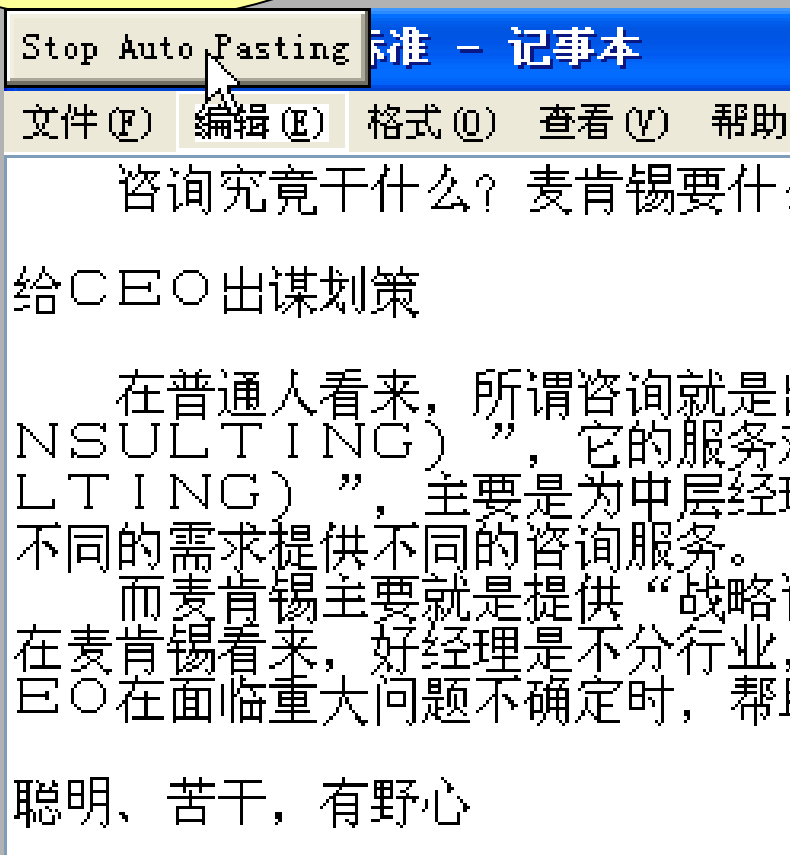 Stop Auto Pasting
标准 - 记事本
文件(F) 编辑(E) 格式(O) 查看(V) 帮助
咨询究竟干什么？麦肯锡要什么
给ＣＥＯ出谋划策
在普通人看来，所谓咨询就是出
ＮＳＵＬＴＩＮＧ）”，它的服务对
ＬＴＩＮＧ）”，主要是为中层经理
不同的需求提供不同的咨询服务。
而麦肯锡主要就是提供“战略咨
在麦肯锡看来，好经理是不分行业，
ＥＯ在面临重大问题不确定时，帮助
聪明、苦干，有野心